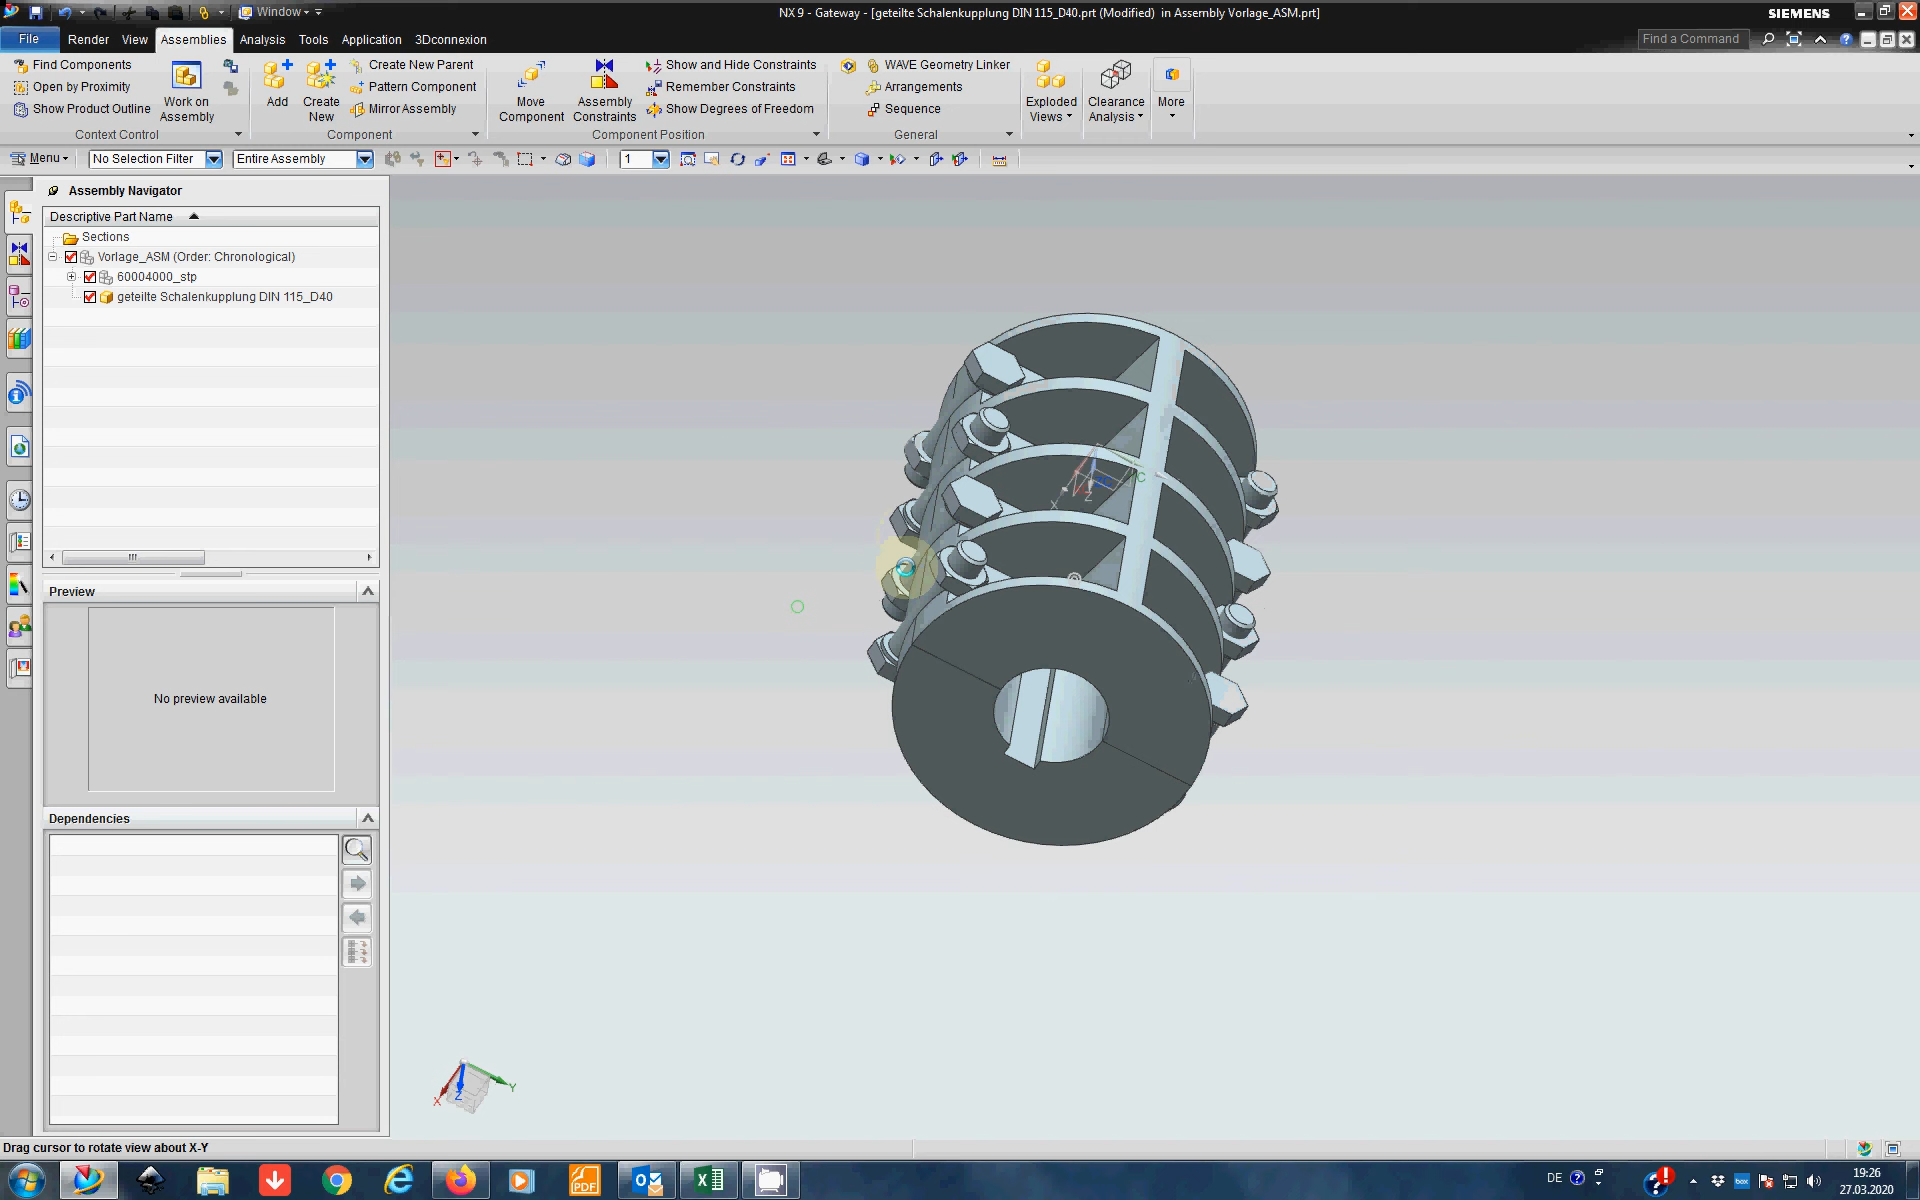 Window
NX 9 - Gateway - [geteilte Schalenkupplung DIN 115_D40.prt (Modified) in Assembly Vorlage_ASM.prt]
SIEMENS
File Render View Assemblies Analysis Tools Application 3Dconnexion
Find a Command
Find Components
Open by Proximity
Show Product Outline
Work on Assembly
Context Control
Add
Create New
Create New Parent
Pattern Component
Mirror Assembly
Component
Move Component
Assembly Constraints
Show and Hide Constraints
Remember Constraints
Show Degrees of Freedom
Component Position
WAVE Geometry Linker
Arrangements
Sequence
General
Exploded Views
Clearance Analysis
More
Menu
No Selection Filter
Entire Assembly
1
Assembly Navigator
Descriptive Part Name
Sections
Vorlage_ASM (Order: Chronological)
60004000_stp
geteilte Schalenkupplung DIN 115_D40
Preview
No preview available
Dependencies
X
Z
X
Z
Y
Drag cursor to rotate view about X-Y
PDF
DE
box
19:26
27.03.2020